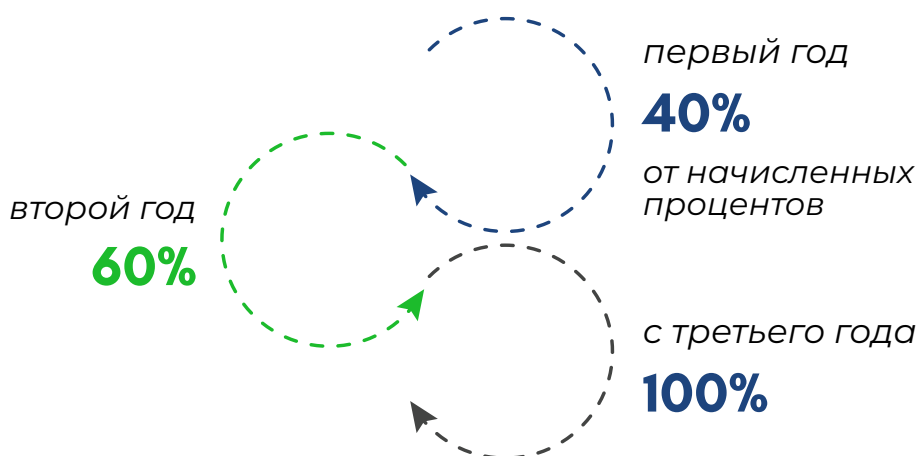 первый год
40%
от начисленных
процентов
второй год
60%
с третьего года
100%